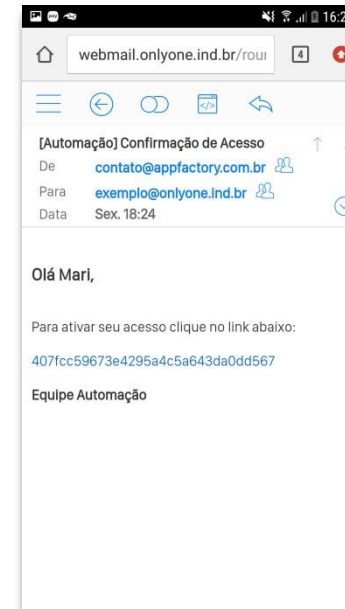 16:2
webmail.onlyone.ind.br/rour
4
[Automação] Confirmação de Acesso
De contato@appfactory.com.br
Para exemplo@onlyone.ind.br
Data Sex. 18:24
Olá Mari,
Para ativar seu acesso clique no link abaixo:
407fcc59673e4295a4c5a643da0dd567
Equipe Automação